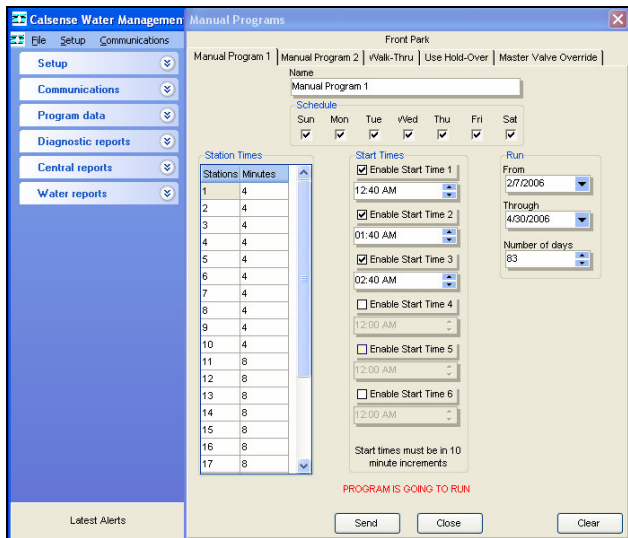 Calsense Water Managemen
Manual Programs
File Setup Communications
Setup
Communications
Program data
Diagnostic reports
Central reports
Water reports
Latest Alerts
Front Park
Manual Program 1 Manual Program 2 Walk-Thru Use Hold-Over Master Valve Override
Name
Manual Program 1
Schedule
Sun Mon Tue Wed Thu Fri Sat
Station Times
Stations Minutes
1 4
2 4
3 4
4 4
5 4
6 4
7 4
8 4
9 4
10 4
11 8
12 8
13 8
14 8
15 8
16 8
17 8
Start Times
Enable Start Time 1
12:40 AM
Enable Start Time 2
01:40 AM
Enable Start Time 3
02:40 AM
Enable Start Time 4
12:00 AM
Enable Start Time 5
12:00 AM
Enable Start Time 6
12:00 AM
Start times must be in 10
minute increments
Run
From
2/7/2006
Through
4/30/2006
Number of days
83
PROGRAM IS GOING TO RUN
Send Close Clear